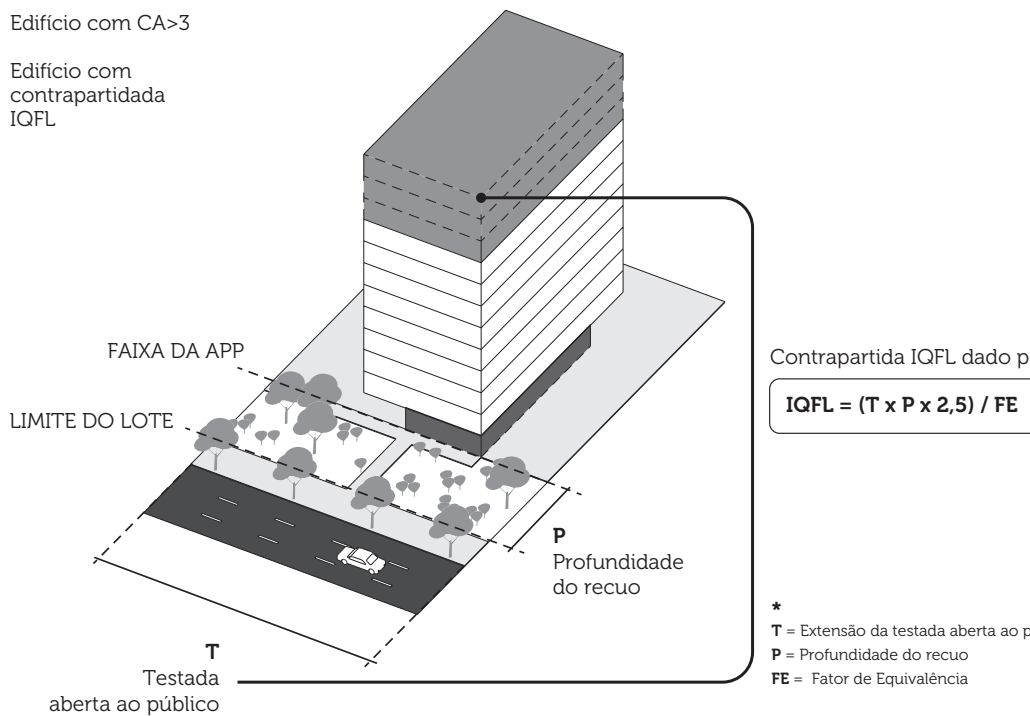 Edifício com CA>3
Edifício com
contrapartidada
IQFL
FAIXA DA APP
LIMITE DO LOTE
Contrapartida IQFL dado p
IQFL = (T x P x 2,5) / FE
P
Profundidade
do recuo
T
Testada
aberta ao público
*
T = Extensão da testada aberta ao p
P = Profundidade do recuo
FE = Fator de Equivalência